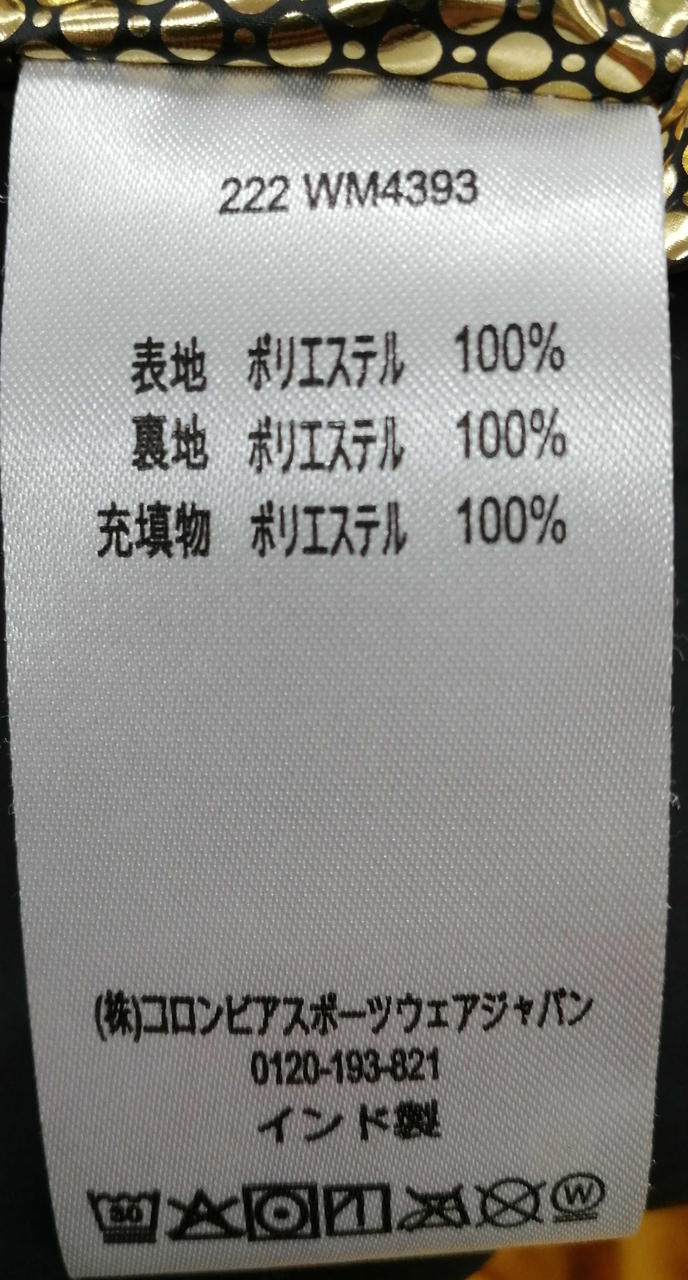 222 WM4393
表地 ポリエステル 100%
裏地 ポリエステル 100%
充填物 ポリエステル 100%
(株)コロンビアスポーツウェアジャパン
0120-193-821
インド製
30 W